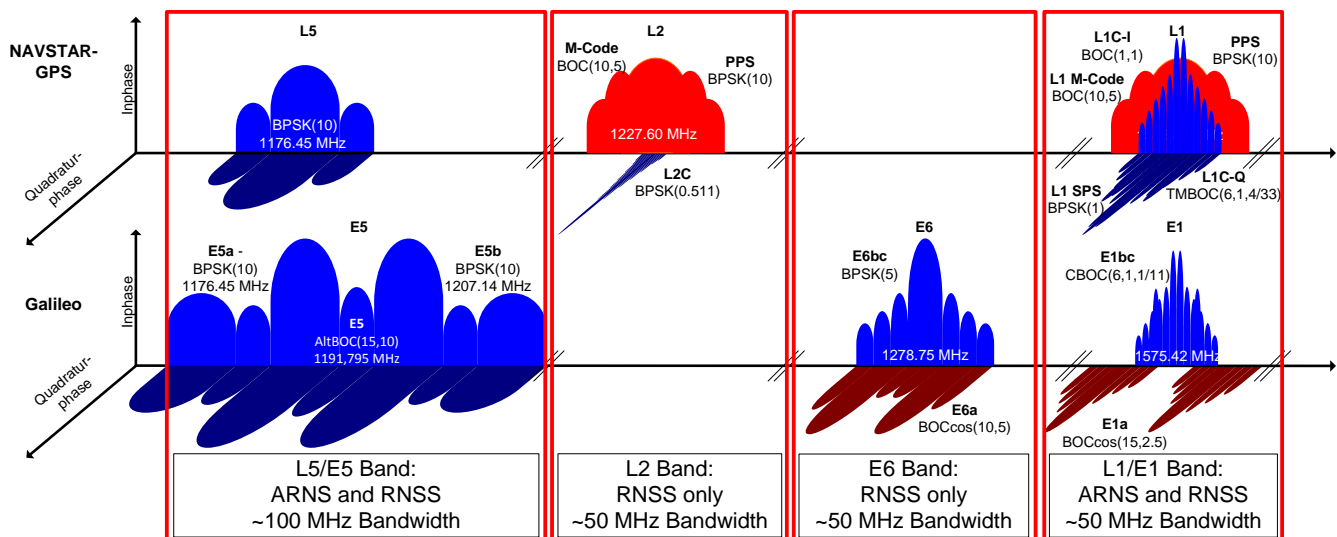 NAVSTAR-
GPS
Inphase
Quadratur-
phase
L5
BPSK(10)
1176.45 MHz
L2
M-Code
BOC(10,5)
PPS
BPSK(10)
1227.60 MHz
L2C
BPSK(0.511)
L1C-I
BOC(1,1)
L1
PPS
BPSK(10)
L1 M-Code
BOC(10,5)
L1 SPS
BPSK(1)
L1C-Q
TMBOC(6,1,4/33)
Galileo
Inphase
Quadratur-
phase
E5
E5a -
BPSK(10)
1176.45 MHz
E5b
BPSK(10)
1207.14 MHz
E5
AltBOC(15,10)
1191,795 MHz
E6
E6bc
BPSK(5)
1278.75 MHz
E6a
BOCcos(10,5)
E1
E1bc
CBOC(6,1,1/11)
1575.42 MHz
E1a
BOCcos(15,2.5)
L5/E5 Band:
ARNS and RNSS
~100 MHz Bandwidth
L2 Band:
RNSS only
~50 MHz Bandwidth
E6 Band:
RNSS only
~50 MHz Bandwidth
L1/E1 Band:
ARNS and RNSS
~50 MHz Bandwidth